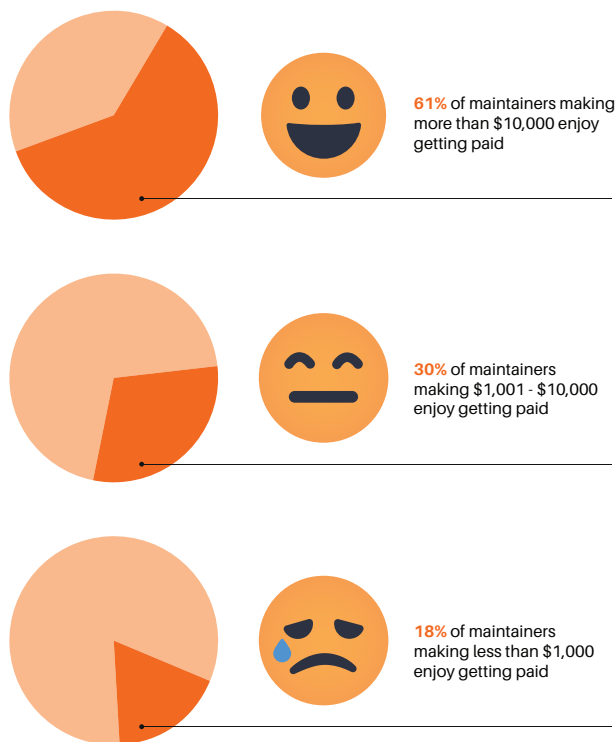 61% of maintainers making
more than $10,000 enjoy
getting paid
30% of maintainers
making $1,001 - $10,000
enjoy getting paid
18% of maintainers
making less than $1,000
enjoy getting paid